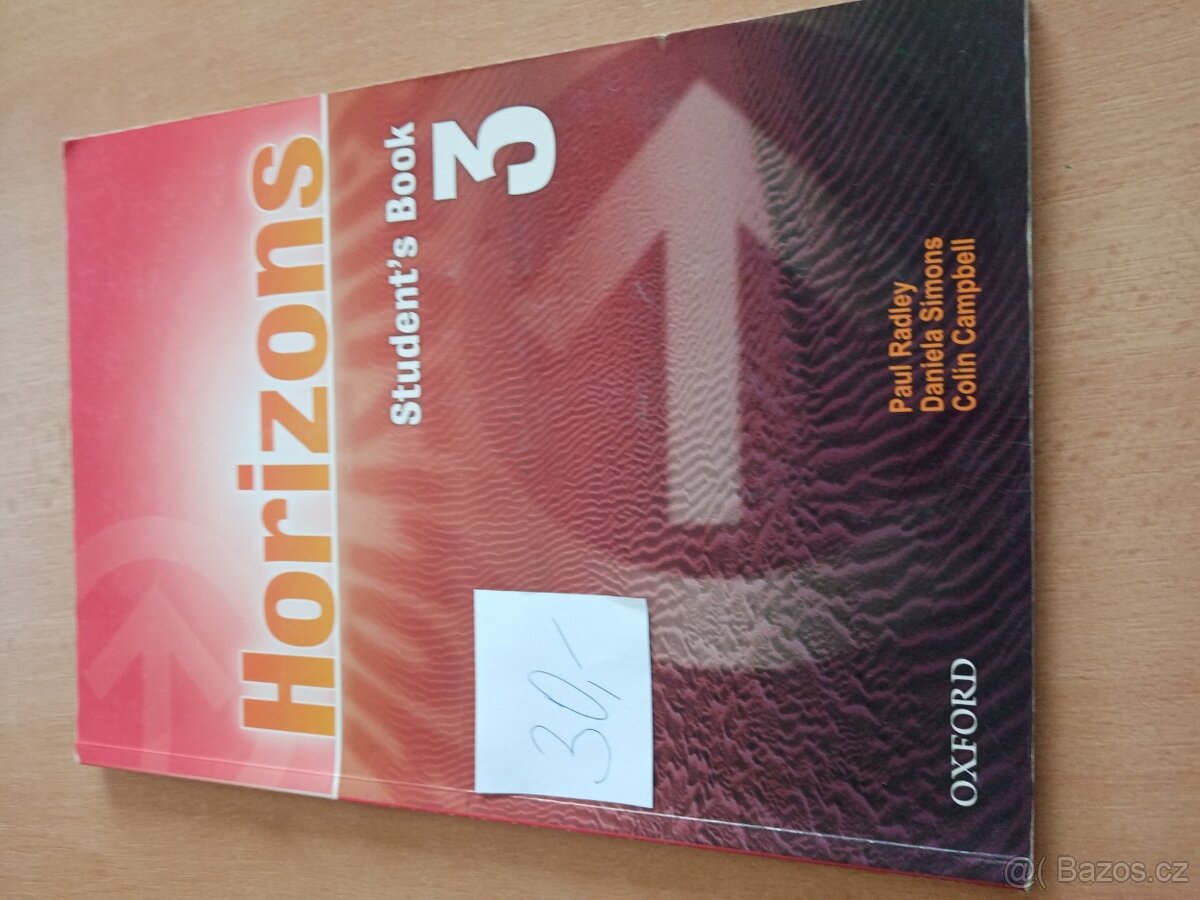 Horizons
Student's Book
3
Paul Radley
Daniela Simons
Colin Campbell
OXFORD
30,-
@( Bazos.cz